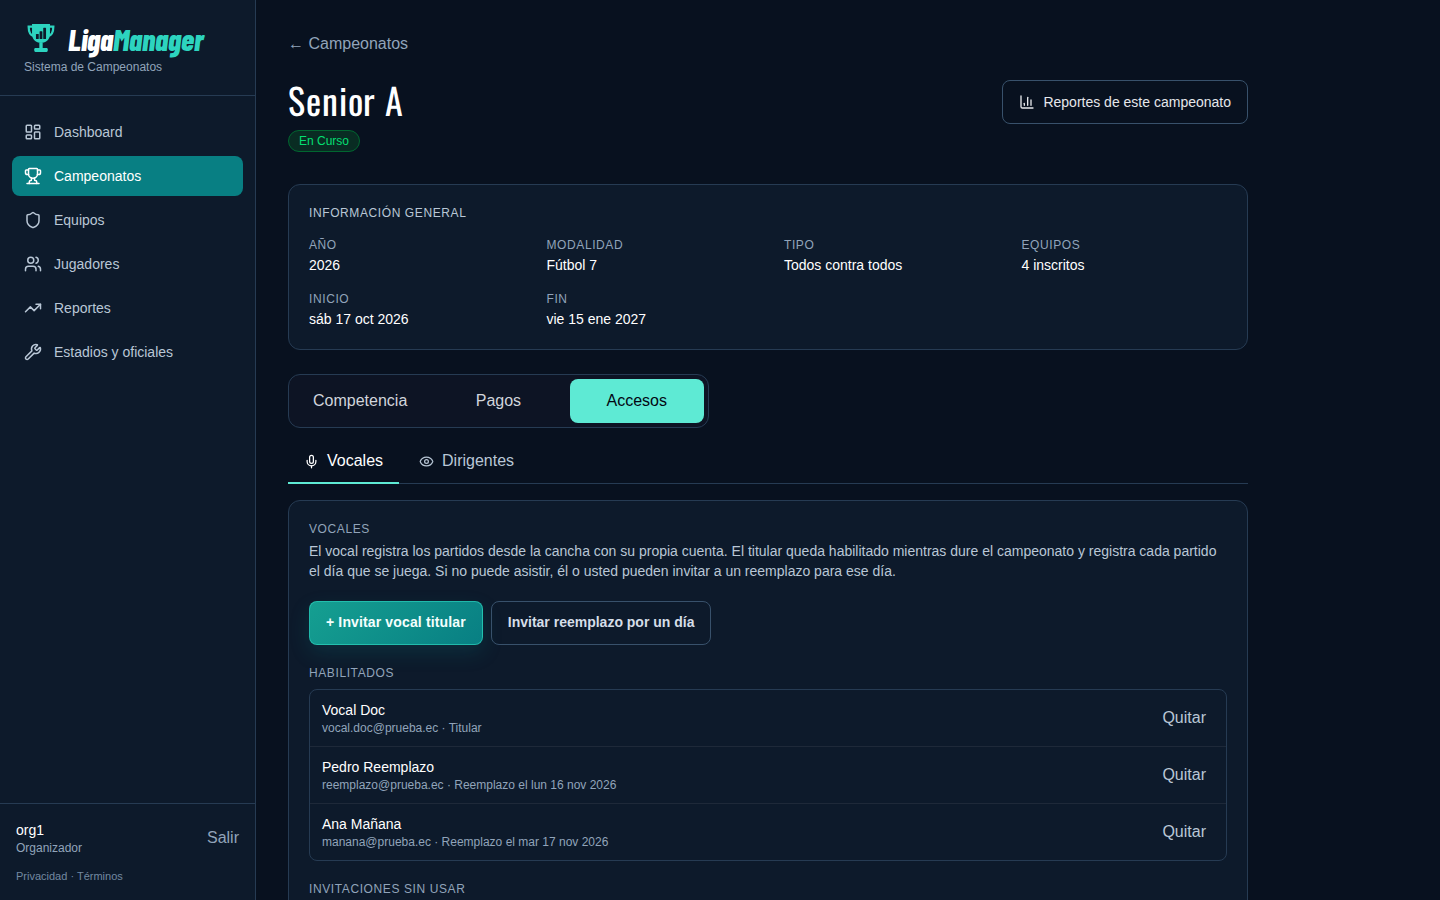 LigaManager
Sistema de Campeonatos
Dashboard
Campeonatos
Equipos
Jugadores
Reportes
Estadios y oficiales
org1
Organizador
Salir
Privacidad · Términos
← Campeonatos
Senior A
En Curso
Reportes de este campeonato
INFORMACIÓN GENERAL
AÑO
2026
MODALIDAD
Fútbol 7
TIPO
Todos contra todos
EQUIPOS
4 inscritos
INICIO
sáb 17 oct 2026
FIN
vie 15 ene 2027
Competencia
Pagos
Accesos
Vocales
Dirigentes
VOCALES
El vocal registra los partidos desde la cancha con su propia cuenta. El titular queda habilitado mientras dure el campeonato y registra cada partido
el día que se juega. Si no puede asistir, él o usted pueden invitar a un reemplazo para ese día.
+ Invitar vocal titular
Invitar reemplazo por un día
HABILITADOS
Vocal Doc
vocal.doc@prueba.ec · Titular
Quitar
Pedro Reemplazo
reemplazo@prueba.ec · Reemplazo el lun 16 nov 2026
Quitar
Ana Mañana
manana@prueba.ec · Reemplazo el mar 17 nov 2026
Quitar
INVITACIONES SIN USAR